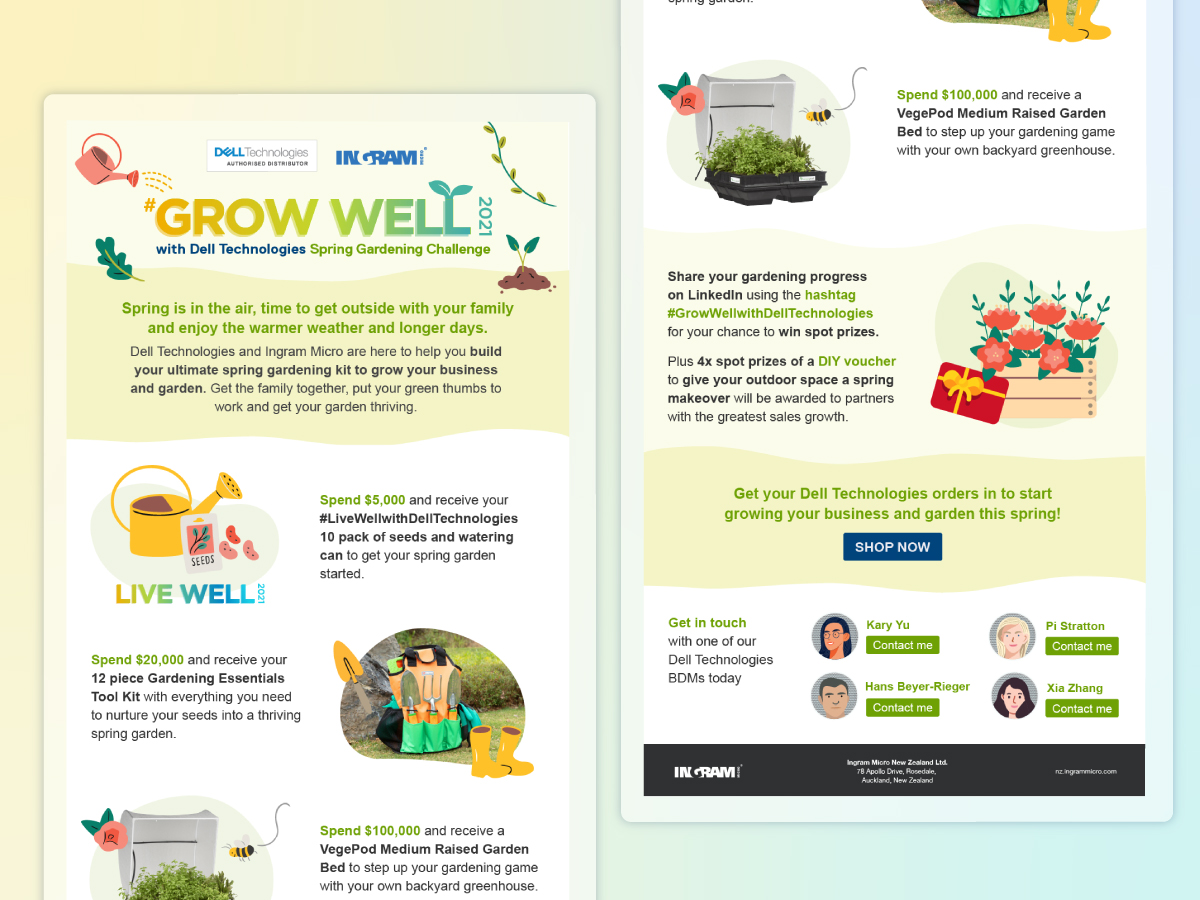 DELL Technologies
AUTHORISED DISTRIBUTOR
INGRAM MICRO
#GROW WELL 2021
with Dell Technologies Spring Gardening Challenge
Spring is in the air, time to get outside with your family
and enjoy the warmer weather and longer days.
Dell Technologies and Ingram Micro are here to help you build
your ultimate spring gardening kit to grow your business
and garden. Get the family together, put your green thumbs to
work and get your garden thriving.
SEEDS
LIVE WELL 2021
Spend $5,000 and receive your
#LiveWellwithDellTechnologies
10 pack of seeds and watering
can to get your spring garden
started.
Spend $20,000 and receive your
12 piece Gardening Essentials
Tool Kit with everything you need
to nurture your seeds into a thriving
spring garden.
Spend $100,000 and receive a
VegePod Medium Raised Garden
Bed to step up your gardening game
with your own backyard greenhouse.
spring garden.
Spend $100,000 and receive a
VegePod Medium Raised Garden
Bed to step up your gardening game
with your own backyard greenhouse.
Share your gardening progress
on LinkedIn using the hashtag
#GrowWellwithDellTechnologies
for your chance to win spot prizes.
Plus 4x spot prizes of a DIY voucher
to give your outdoor space a spring
makeover will be awarded to partners
with the greatest sales growth.
Get your Dell Technologies orders in to start
growing your business and garden this spring!
SHOP NOW
Get in touch
with one of our
Dell Technologies
BDMs today
Kary Yu
Contact me
Pi Stratton
Contact me
Hans Beyer-Rieger
Contact me
Xia Zhang
Contact me
INGRAM MICRO
Ingram Micro New Zealand Ltd.
78 Apollo Drive, Rosedale,
Auckland, New Zealand
nz.ingrammicro.com